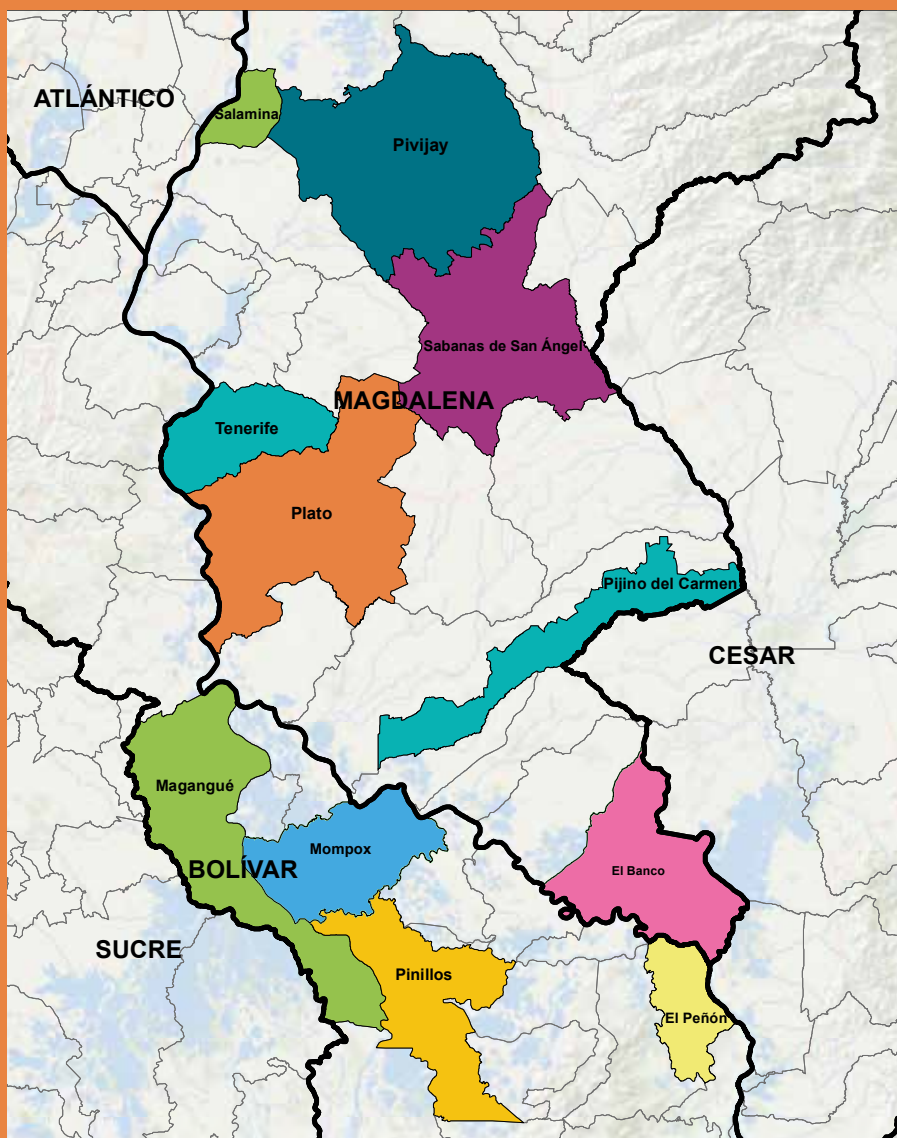 ATLÁNTICO
Salamina
Pivijay
Sabanas de San Ángel
MAGDALENA
Tenerife
Plato
Pijino del Carmen
CESAR
Magangué
Mompox
BOLÍVAR
El Banco
SUCRE
Pinillos
El Peñón